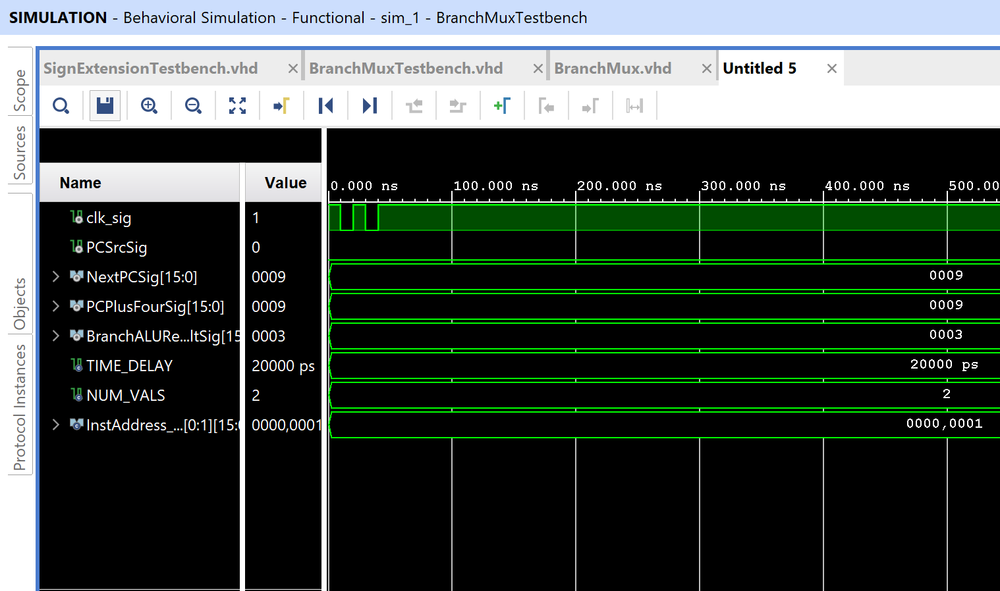 SIMULATION - Behavioral Simulation - Functional - sim_1 - BranchMuxTestbench
Scope
Sources
Objects
Protocol Instances
SignExtensionTestbench.vhd × BranchMuxTestbench.vhd × BranchMux.vhd × Untitled 5 ×
Name Value
0.000 ns 100.000 ns 200.000 ns 300.000 ns 400.000 ns 500.00
clk_sig 1
PCSrcSig 0
NextPCSig[15:0] 0009 0009
PCPlusFourSig[15:0] 0009 0009
BranchALURe...ltSig[15 0003 0003
TIME_DELAY 20000 ps 20000 ps
NUM_VALS 2 2
InstAddress_...[0:1][15:0 0000,0001 0000,0001